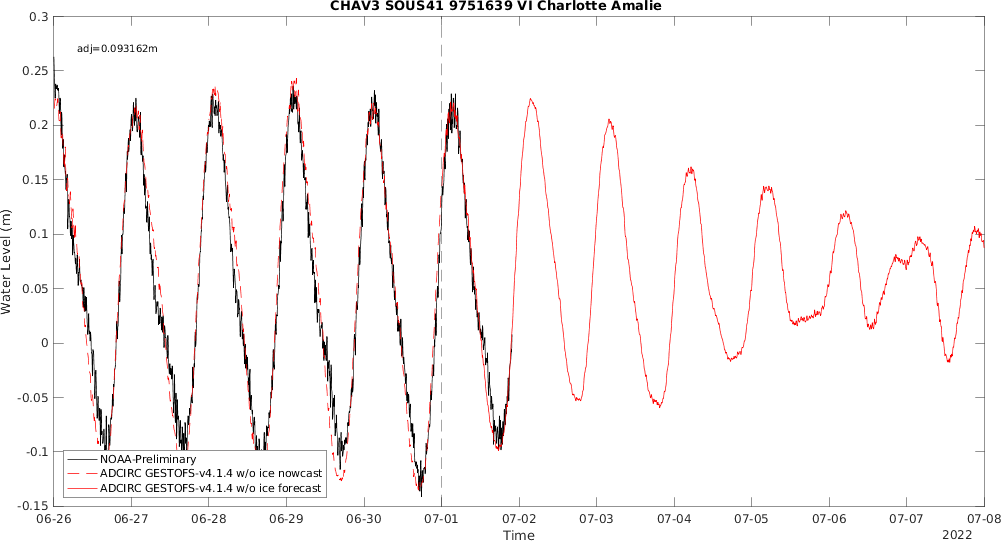 CHAV3 SOUS41 9751639 VI Charlotte Amalie
adj=0.093162m
0.3
0.25
0.2
0.15
0.1
0.05
0
-0.05
-0.1
-0.15
Water Level (m)
NOAA-Preliminary
ADCIRC GESTOFS-v4.1.4 w/o ice nowcast
ADCIRC GESTOFS-v4.1.4 w/o ice forecast
06-26 06-27 06-28 06-29 06-30 07-01 07-02 07-03 07-04 07-05 07-06 07-07 07-08
Time
2022